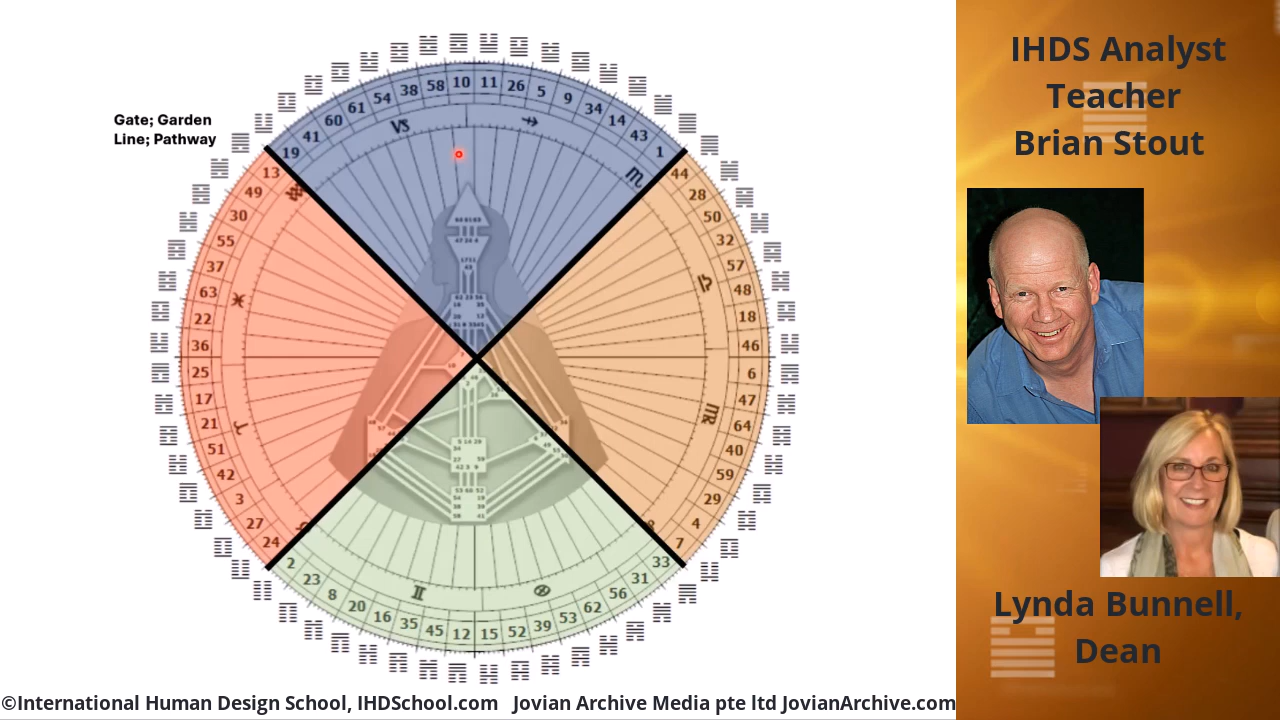 IHDS Analyst
Teacher
Brian Stout
Gate; Garden
Line; Pathway
19 41 60 61 54 38 58 10 11 26 5 9 34 14 43 1
44 28 50 32 57 48 18 46 6 47 64 40 59 29 4 7
33 31 56 62 53 39 52 15 12 45 35 16 20 8 23 2
24 27 3 42 51 21 17 25 36 22 63 37 55 30 49 13
Lynda Bunnell,
Dean
©International Human Design School, IHDSchool.com Jovian Archive Media pte ltd JovianArchive.com